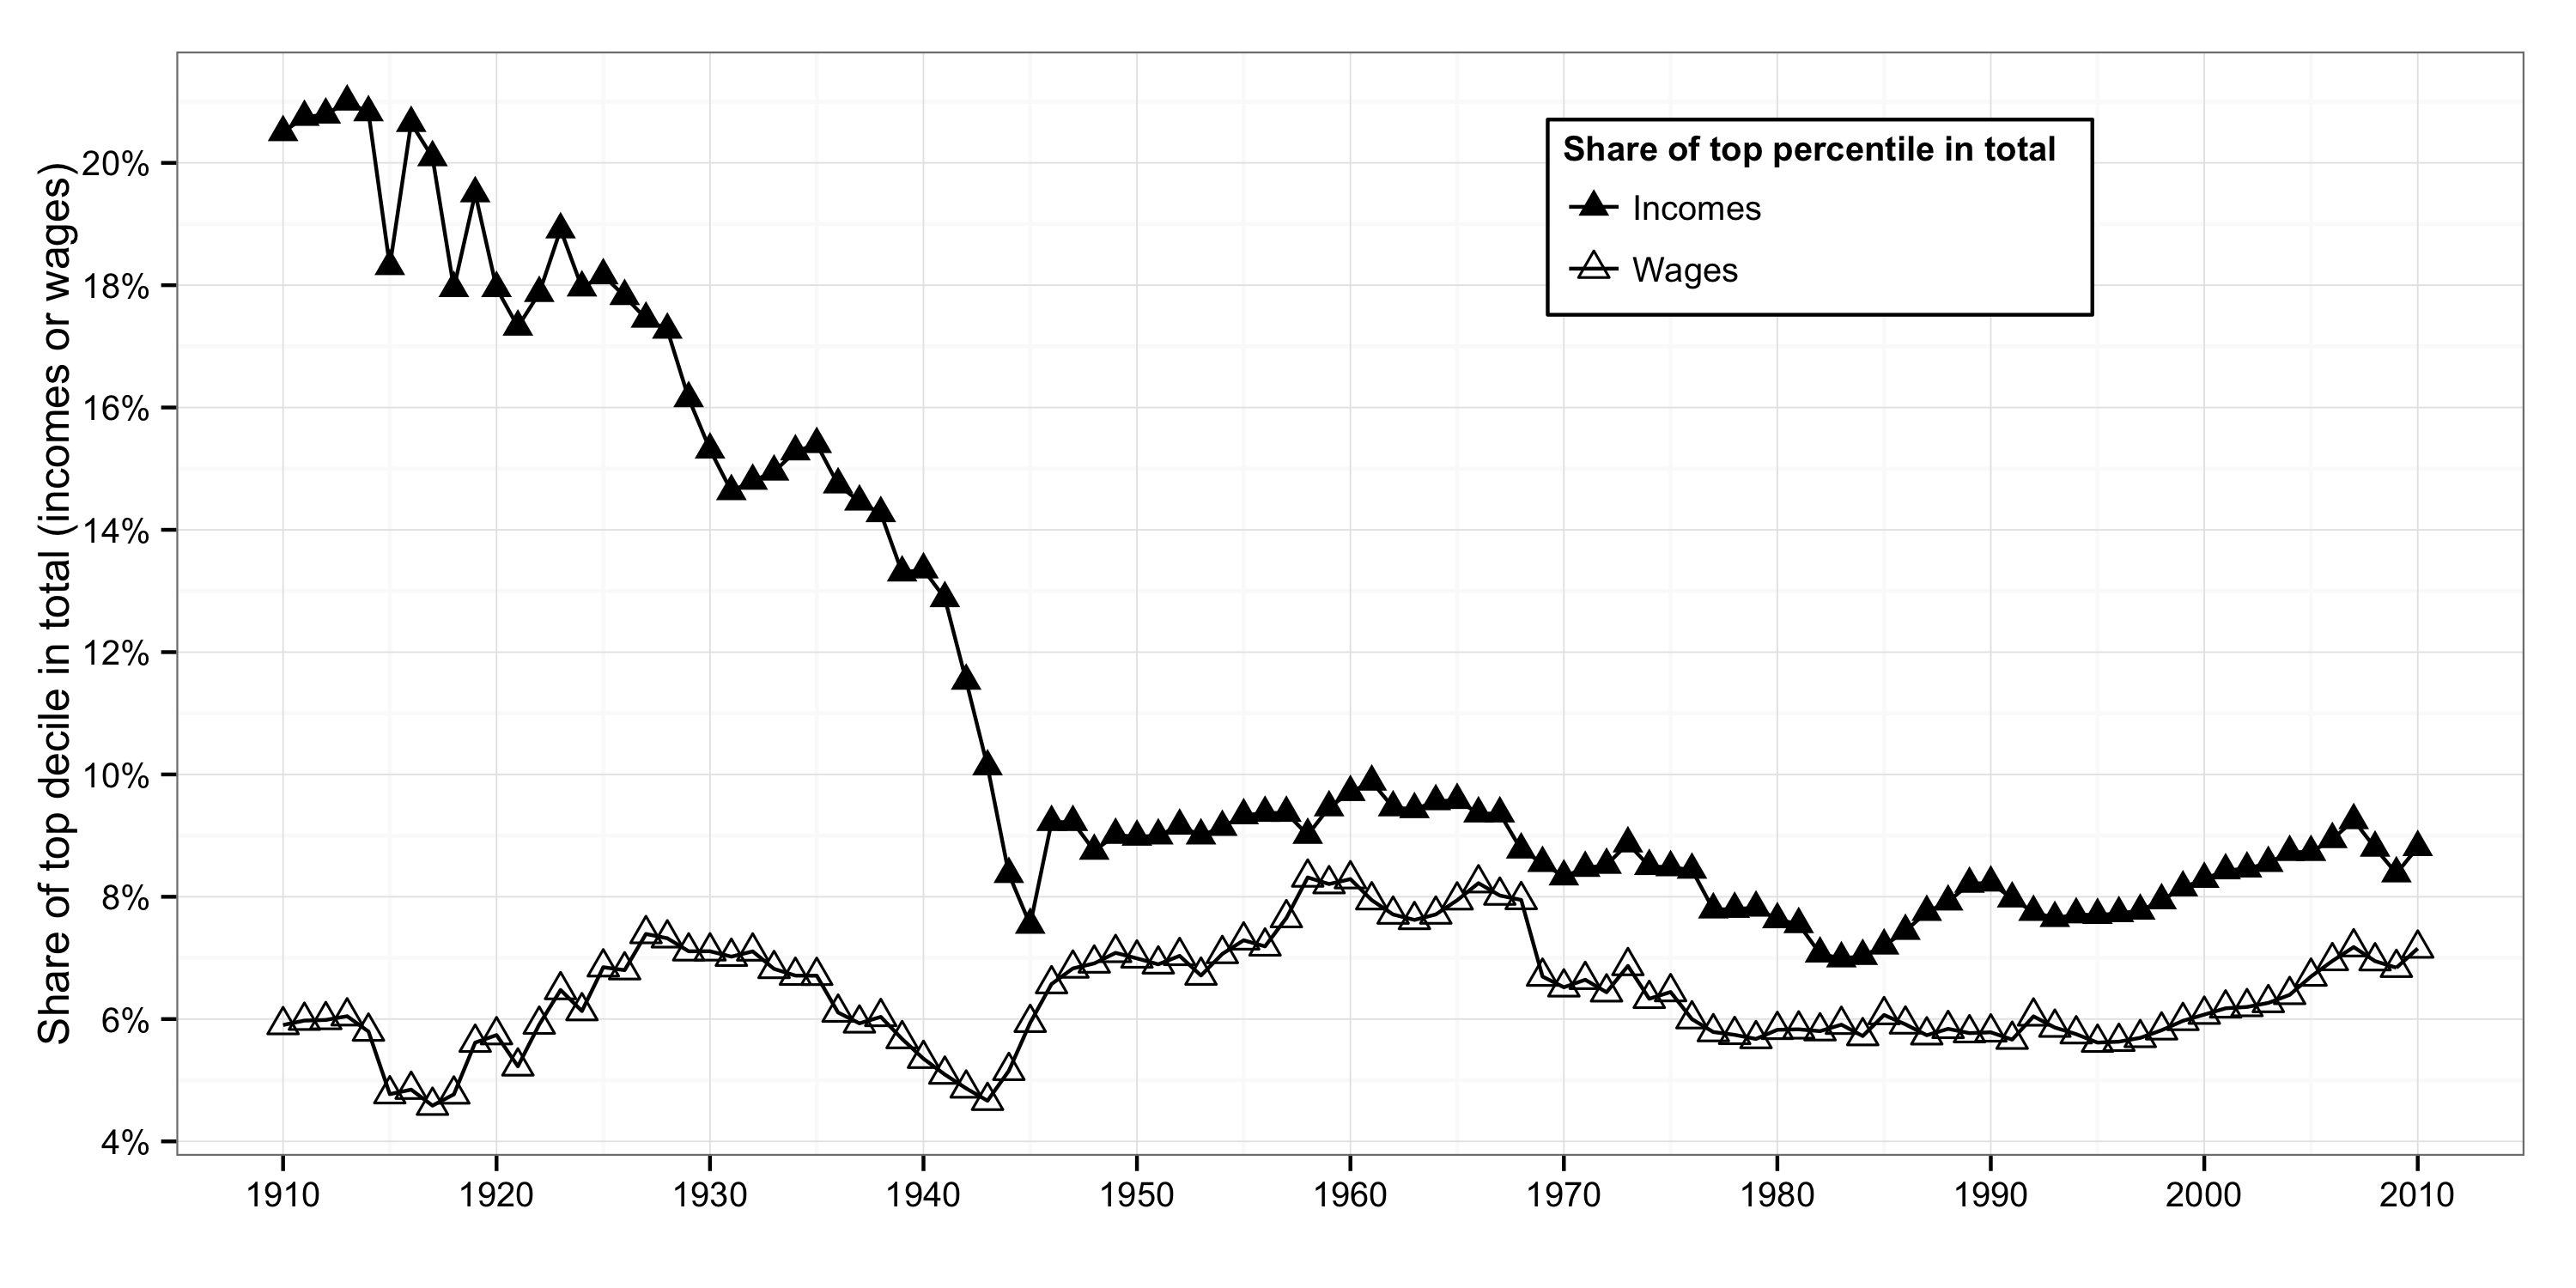 Share of top decile in total (incomes or wages)
20%
18%
16%
14%
12%
10%
8%
6%
4%
Share of top percentile in total
Incomes
Wages
1910 1920 1930 1940 1950 1960 1970 1980 1990 2000 2010